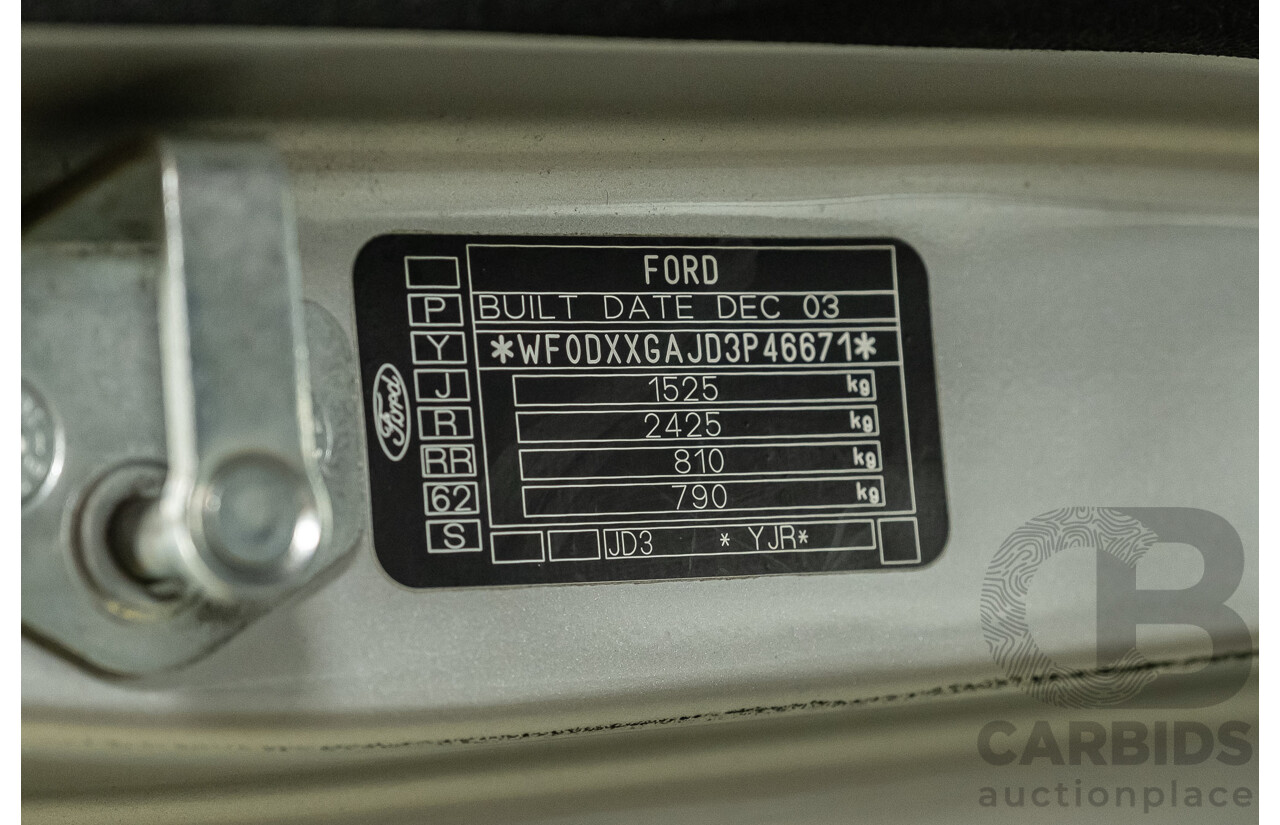 FORD
P
BUILT DATE DEC 03
Y
*WF0DXXGAJD3P46671*
J
1525 kg
R
2425 kg
RR
810 kg
62
790 kg
S
JD3 * YJR*
Ford
CB
CARBIDS
auctionplace